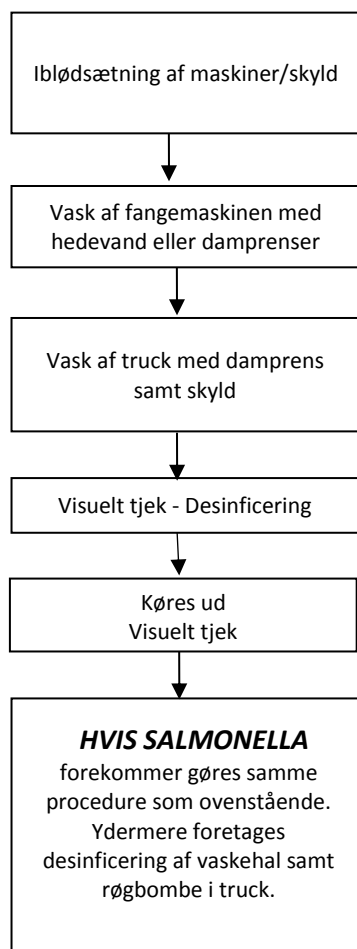 Iblødsætning af maskiner/skyld
Vask af fangemaskinen med
hedevand eller damprenser
Vask af truck med damprens
samt skyld
Visuelt tjek - Desinficering
Køres ud
Visuelt tjek
HVIS SALMONELLA
forekommer gøres samme
procedure som ovenstående.
Ydermere foretages
desinficering af vaskehal samt
røgbombe i truck.